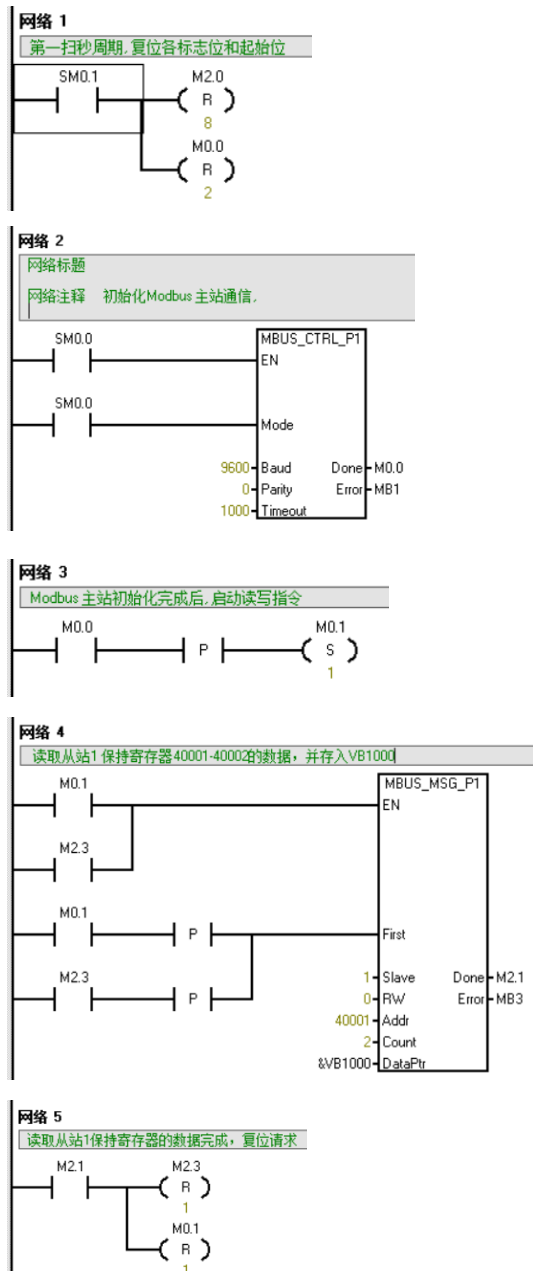 网络 1
第一扫秒周期,复位各标志位和起始位
SM0.1 M2.0
R
8
M0.0
R
2
网络 2
网络标题
网络注释 初始化Modbus 主站通信,
SM0.0 MBUS_CTRL_P1
EN
SM0.0
Mode
9600 Baud Done M0.0
0 Parity Error MB1
1000 Timeout
网络 3
Modbus 主站初始化完成后,启动读写指令
M0.0 M0.1
P S
1
网络 4
读取从站1 保持寄存器40001-40002的数据，并存入VB1000
M0.1 MBUS_MSG_P1
EN
M2.3
M0.1
P First
M2.3
P 1 Slave Done M2.1
0 RW Error MB3
40001 Addr
2 Count
&VB1000 DataPtr
网络 5
读取从站1保持寄存器的数据完成，复位请求
M2.1 M2.3
R
1
M0.1
R
1